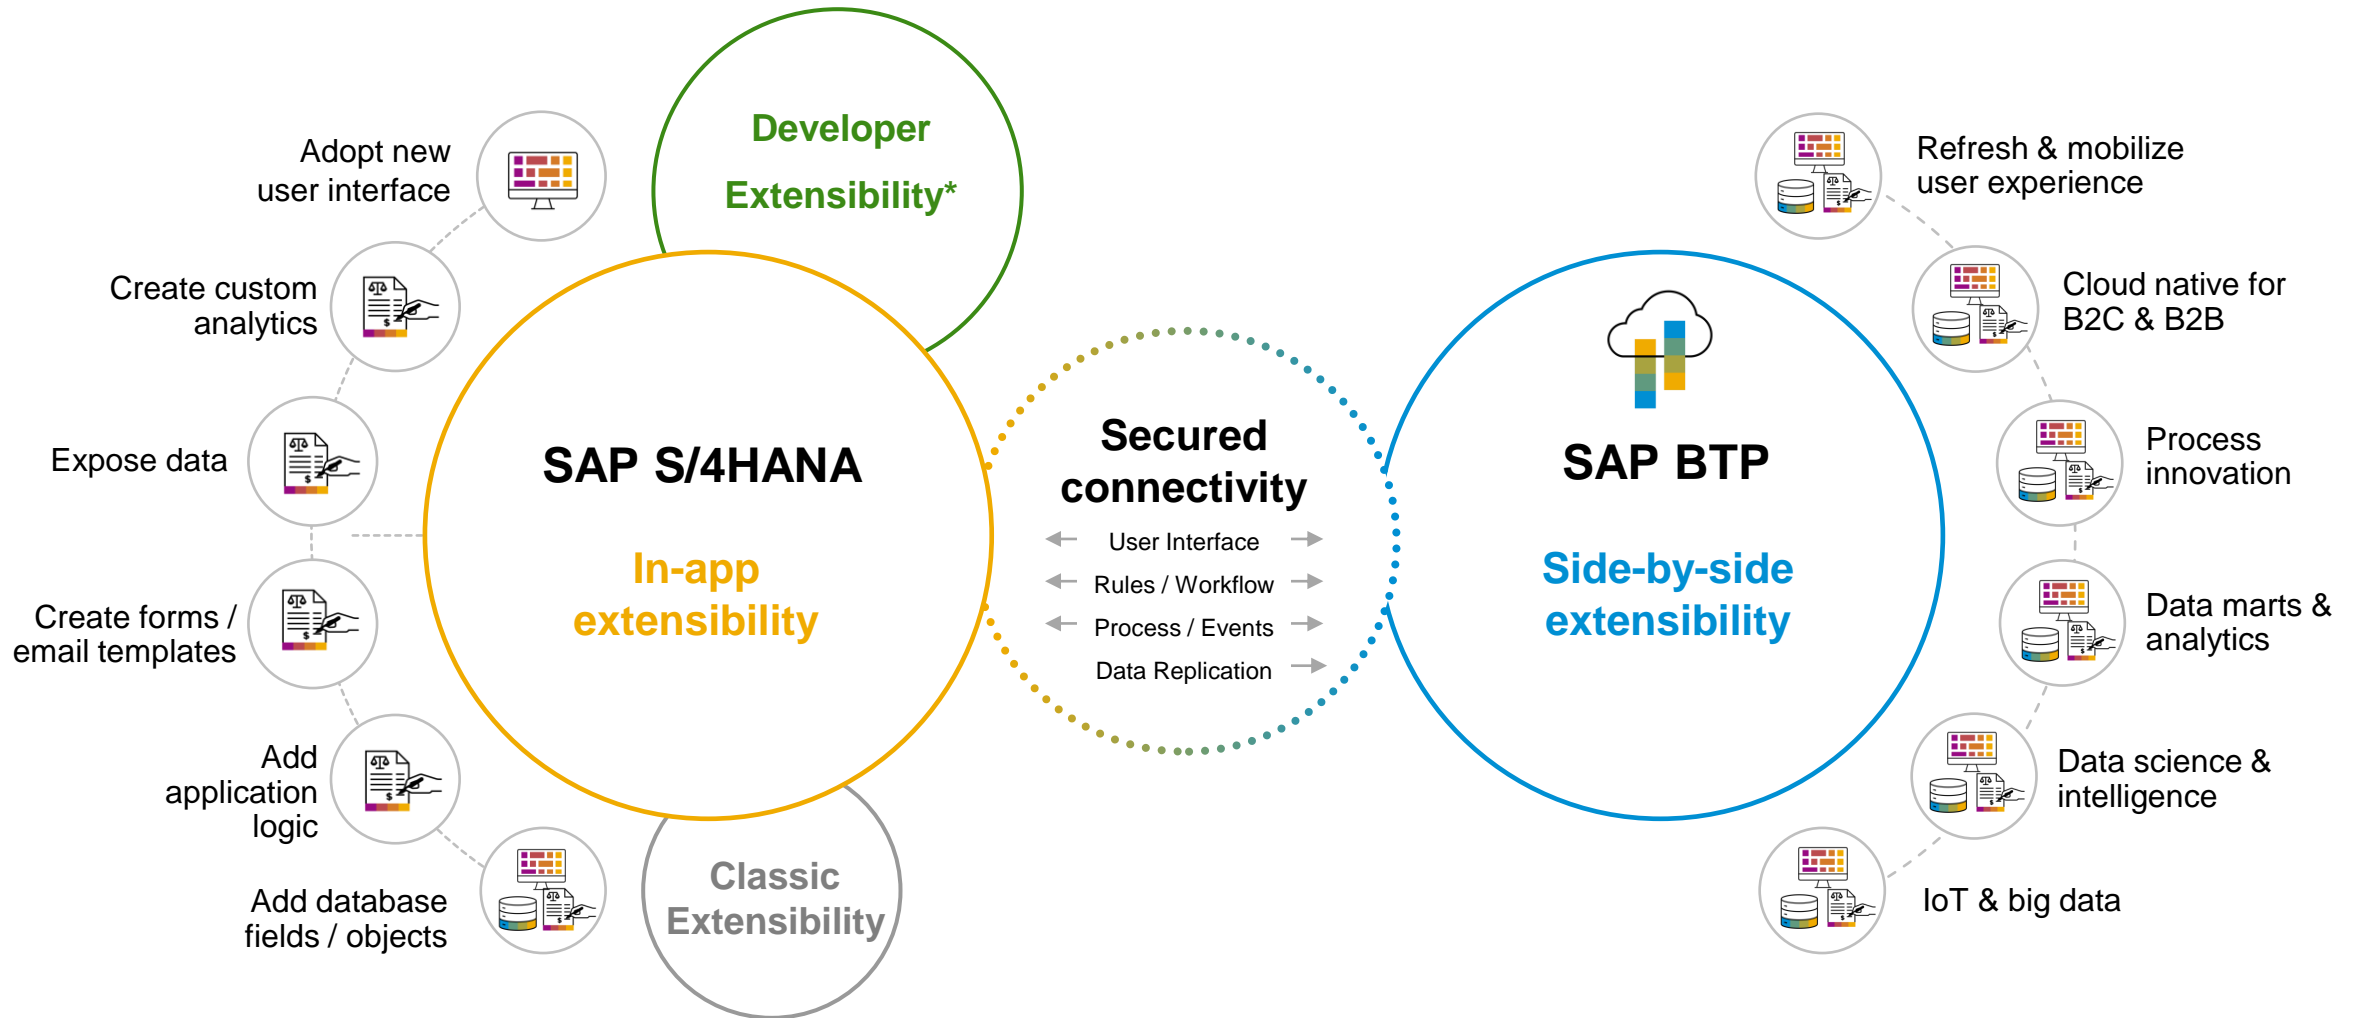 Developer
Extensibility*
Adopt new
user interface
Create custom
analytics
Expose data
Create forms /
email templates
Add
application
logic
Add database
fields / objects
SAP S/4HANA
In-app
extensibility
Classic
Extensibility
Secured
connectivity
User Interface
Rules / Workflow
Process / Events
Data Replication
SAP BTP
Side-by-side
extensibility
Refresh & mobilize
user experience
Cloud native for
B2C & B2B
Process
innovation
Data marts &
analytics
Data science &
intelligence
IoT & big data